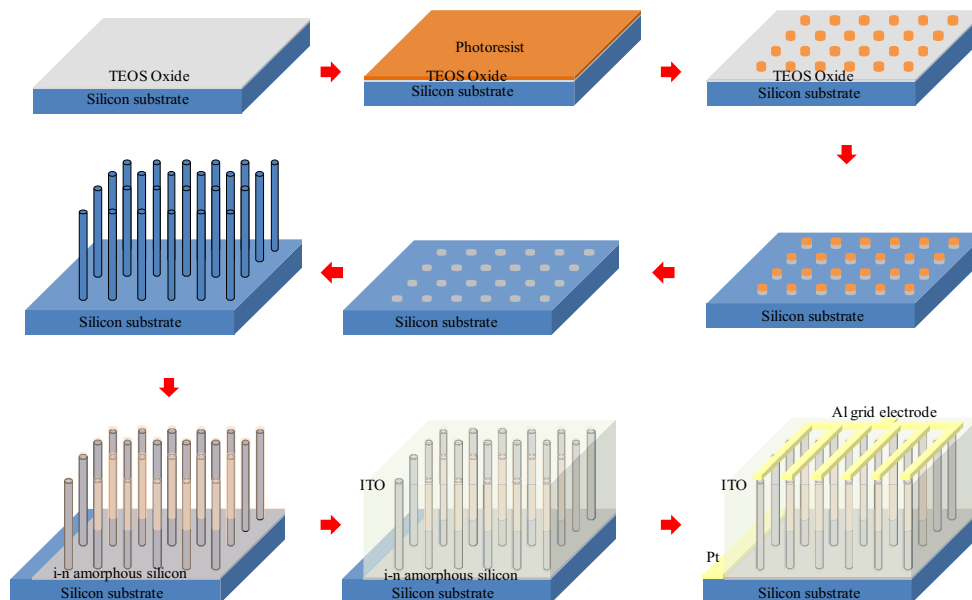 TEOS Oxide
Silicon substrate
Photoresist
TEOS Oxide
Silicon substrate
TEOS Oxide
Silicon substrate
Silicon substrate
Silicon substrate
Silicon substrate
i-n amorphous silicon
Silicon substrate
ITO
i-n amorphous silicon
Silicon substrate
Al grid electrode
ITO
Pt
Silicon substrate